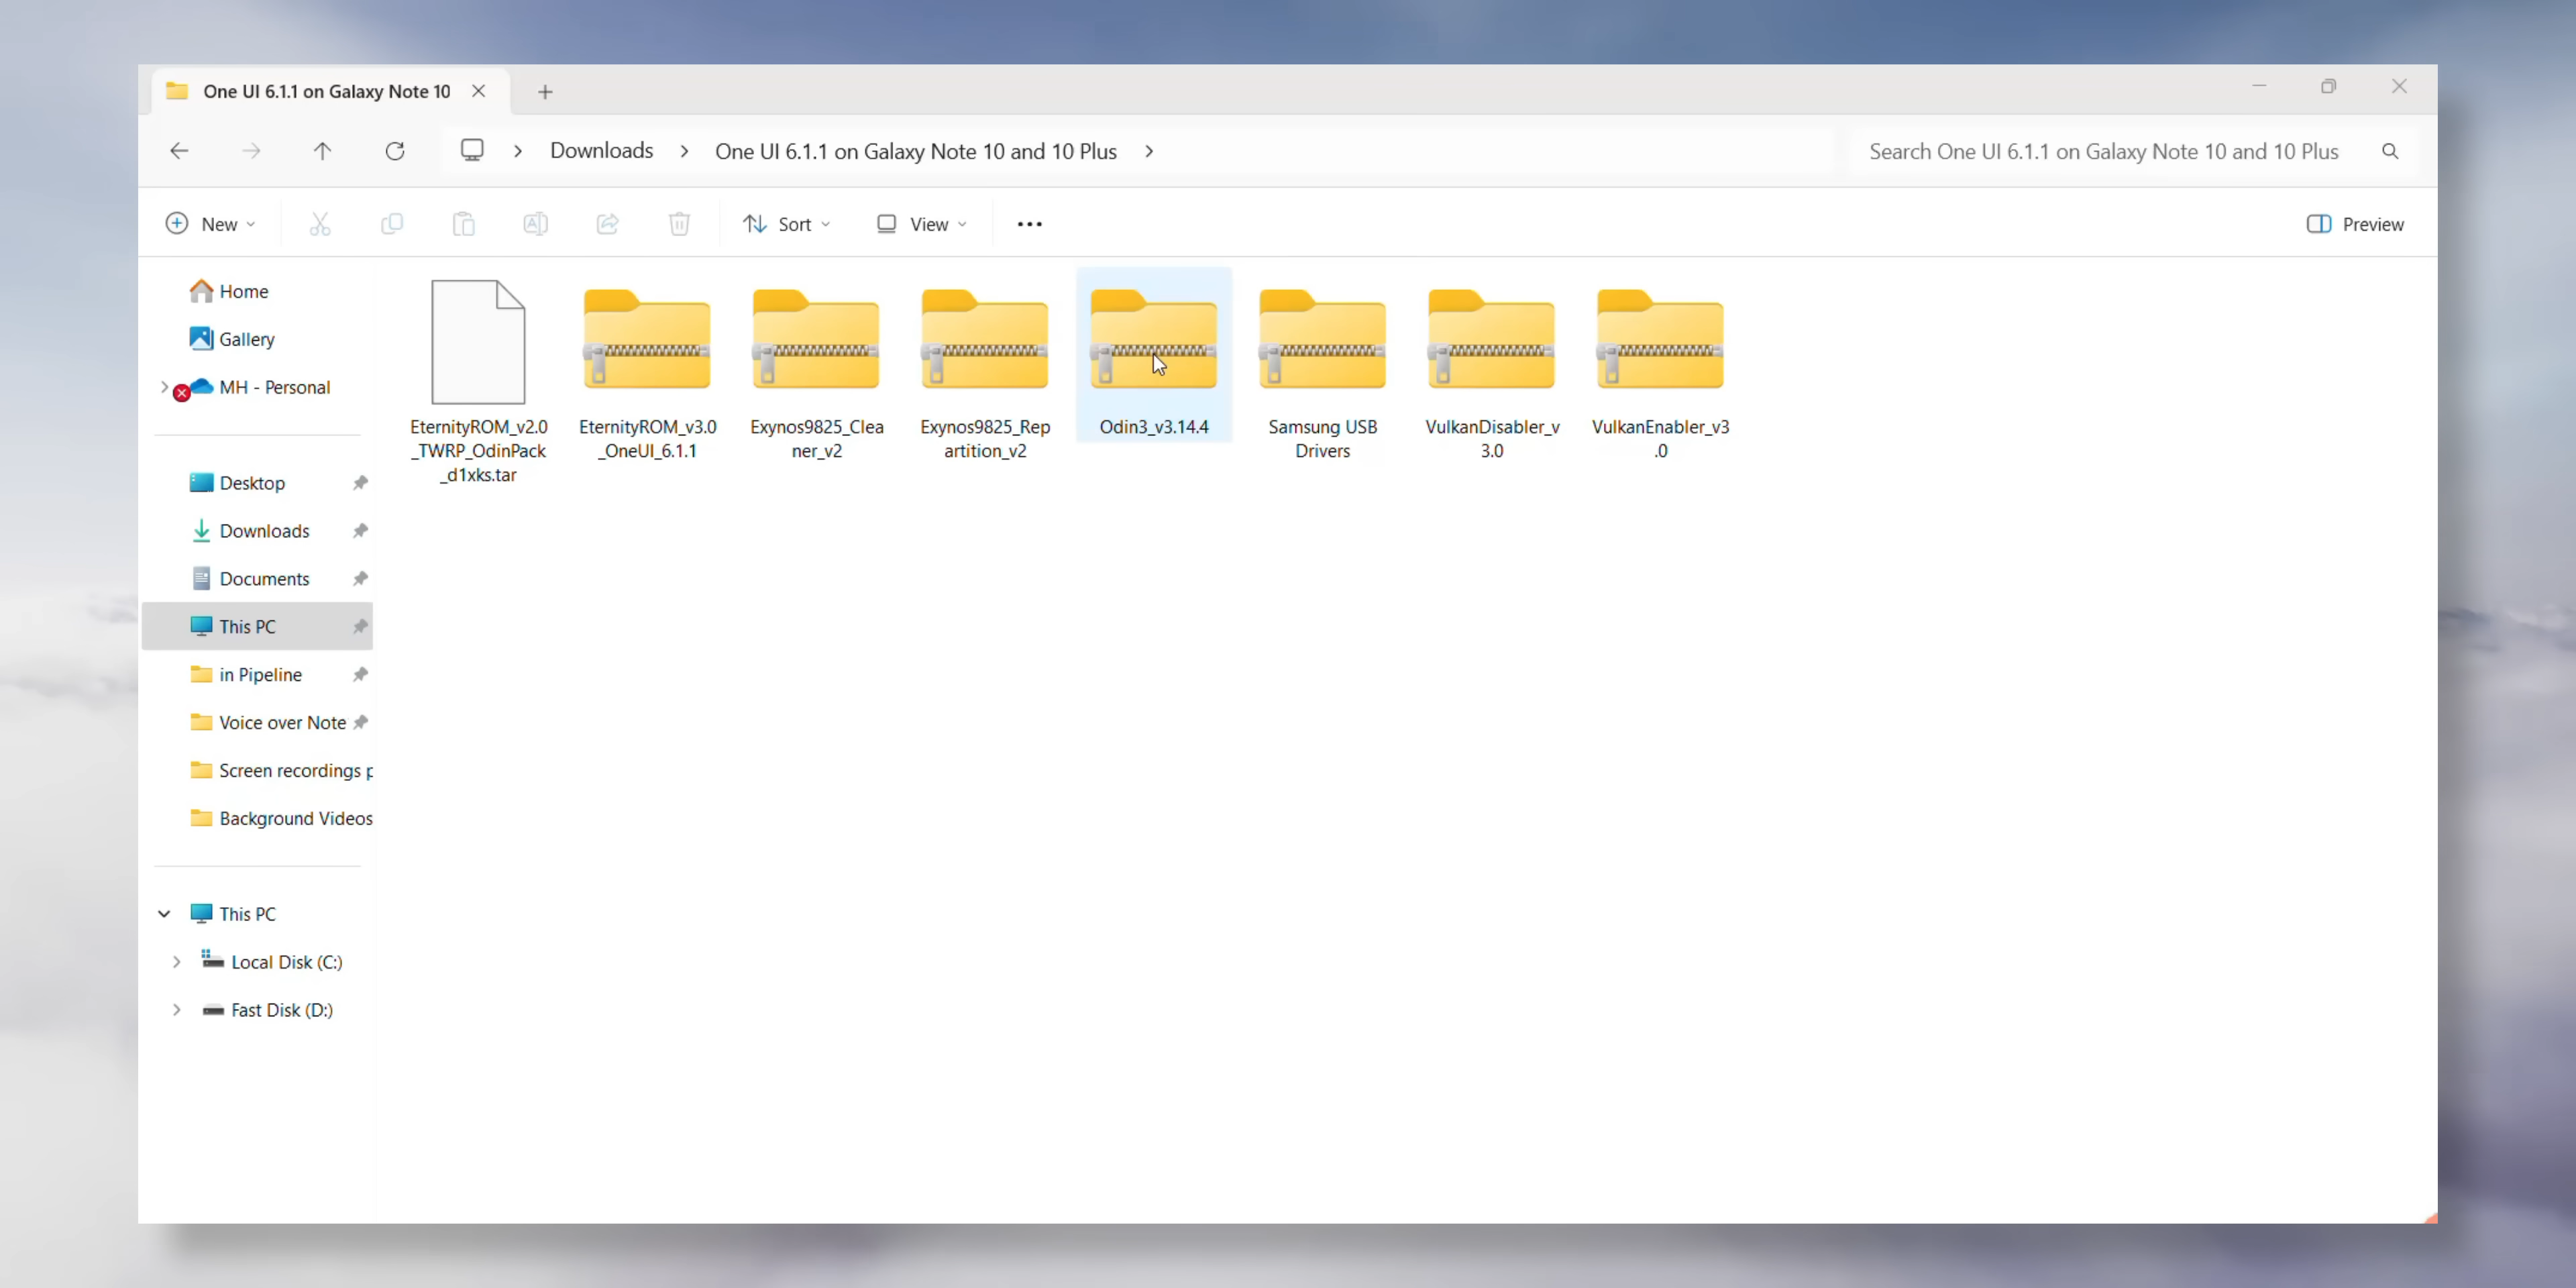 One UI 6.1.1 on Galaxy Note 10
Downloads
One UI 6.1.1 on Galaxy Note 10 and 10 Plus
Search One UI 6.1.1 on Galaxy Note 10 and 10 Plus
New
Sort
View
Preview
Home
Gallery
MH - Personal
Desktop
Downloads
Documents
This PC
in Pipeline
Voice over Note
Screen recordings p
Background Videos
This PC
Local Disk (C:)
Fast Disk (D:)
EternityROM_v2.0
_TWRP_OdinPack
_d1xks.tar
EternityROM_v3.0
_OneUI_6.1.1
Exynos9825_Clea
ner_v2
Exynos9825_Rep
artition_v2
Odin3_v3.14.4
Samsung USB
Drivers
VulkanDisabler_v
3.0
VulkanEnabler_v3
.0